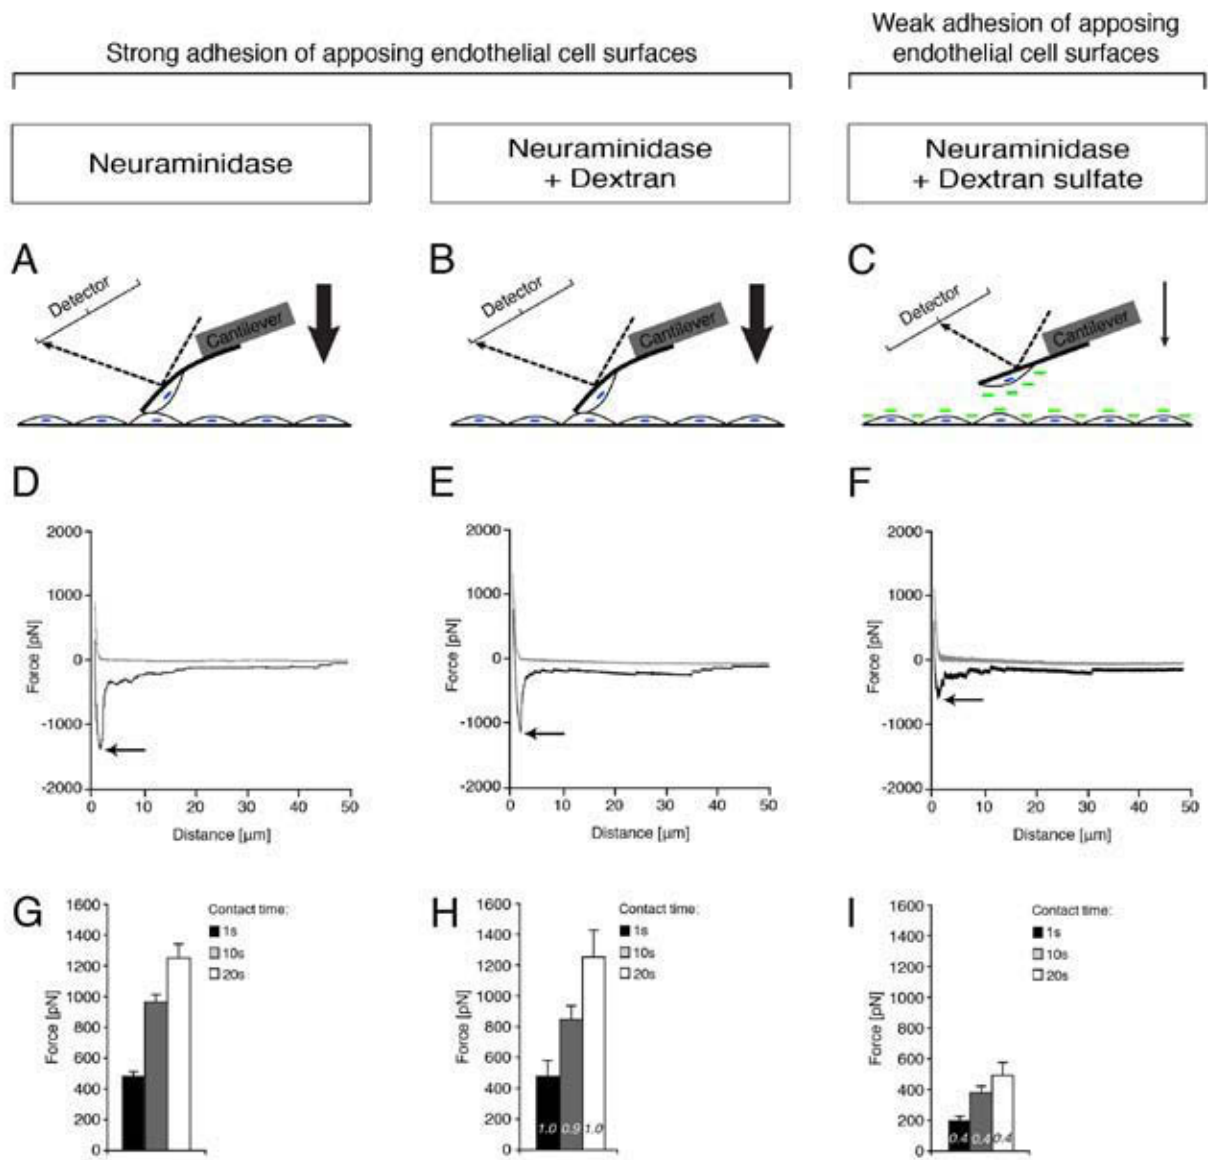 Strong adhesion of apposing endothelial cell surfaces
Weak adhesion of apposing
endothelial cell surfaces
Neuraminidase
Neuraminidase
+ Dextran
Neuraminidase
+ Dextran sulfate
A
Detector
Cantilever
B
Detector
Cantilever
C
Detector
Cantilever
D
2000
1000
0
-1000
-2000
Force [pN]
0 10 20 30 40 50
Distance [µm]
E
2000
1000
0
-1000
-2000
Force [pN]
0 10 20 30 40 50
Distance [µm]
F
2000
1000
0
-1000
-2000
Force [pN]
0 10 20 30 40 50
Distance [µm]
G
1600
1400
1200
1000
800
600
400
200
0
Force [pN]
Contact time:
1s
10s
20s
H
1600
1400
1200
1000
800
600
400
200
0
Force [pN]
1.0 0.9 1.0
Contact time:
1s
10s
20s
I
1600
1400
1200
1000
800
600
400
200
0
Force [pN]
0.4 0.4 0.4
Contact time:
1s
10s
20s